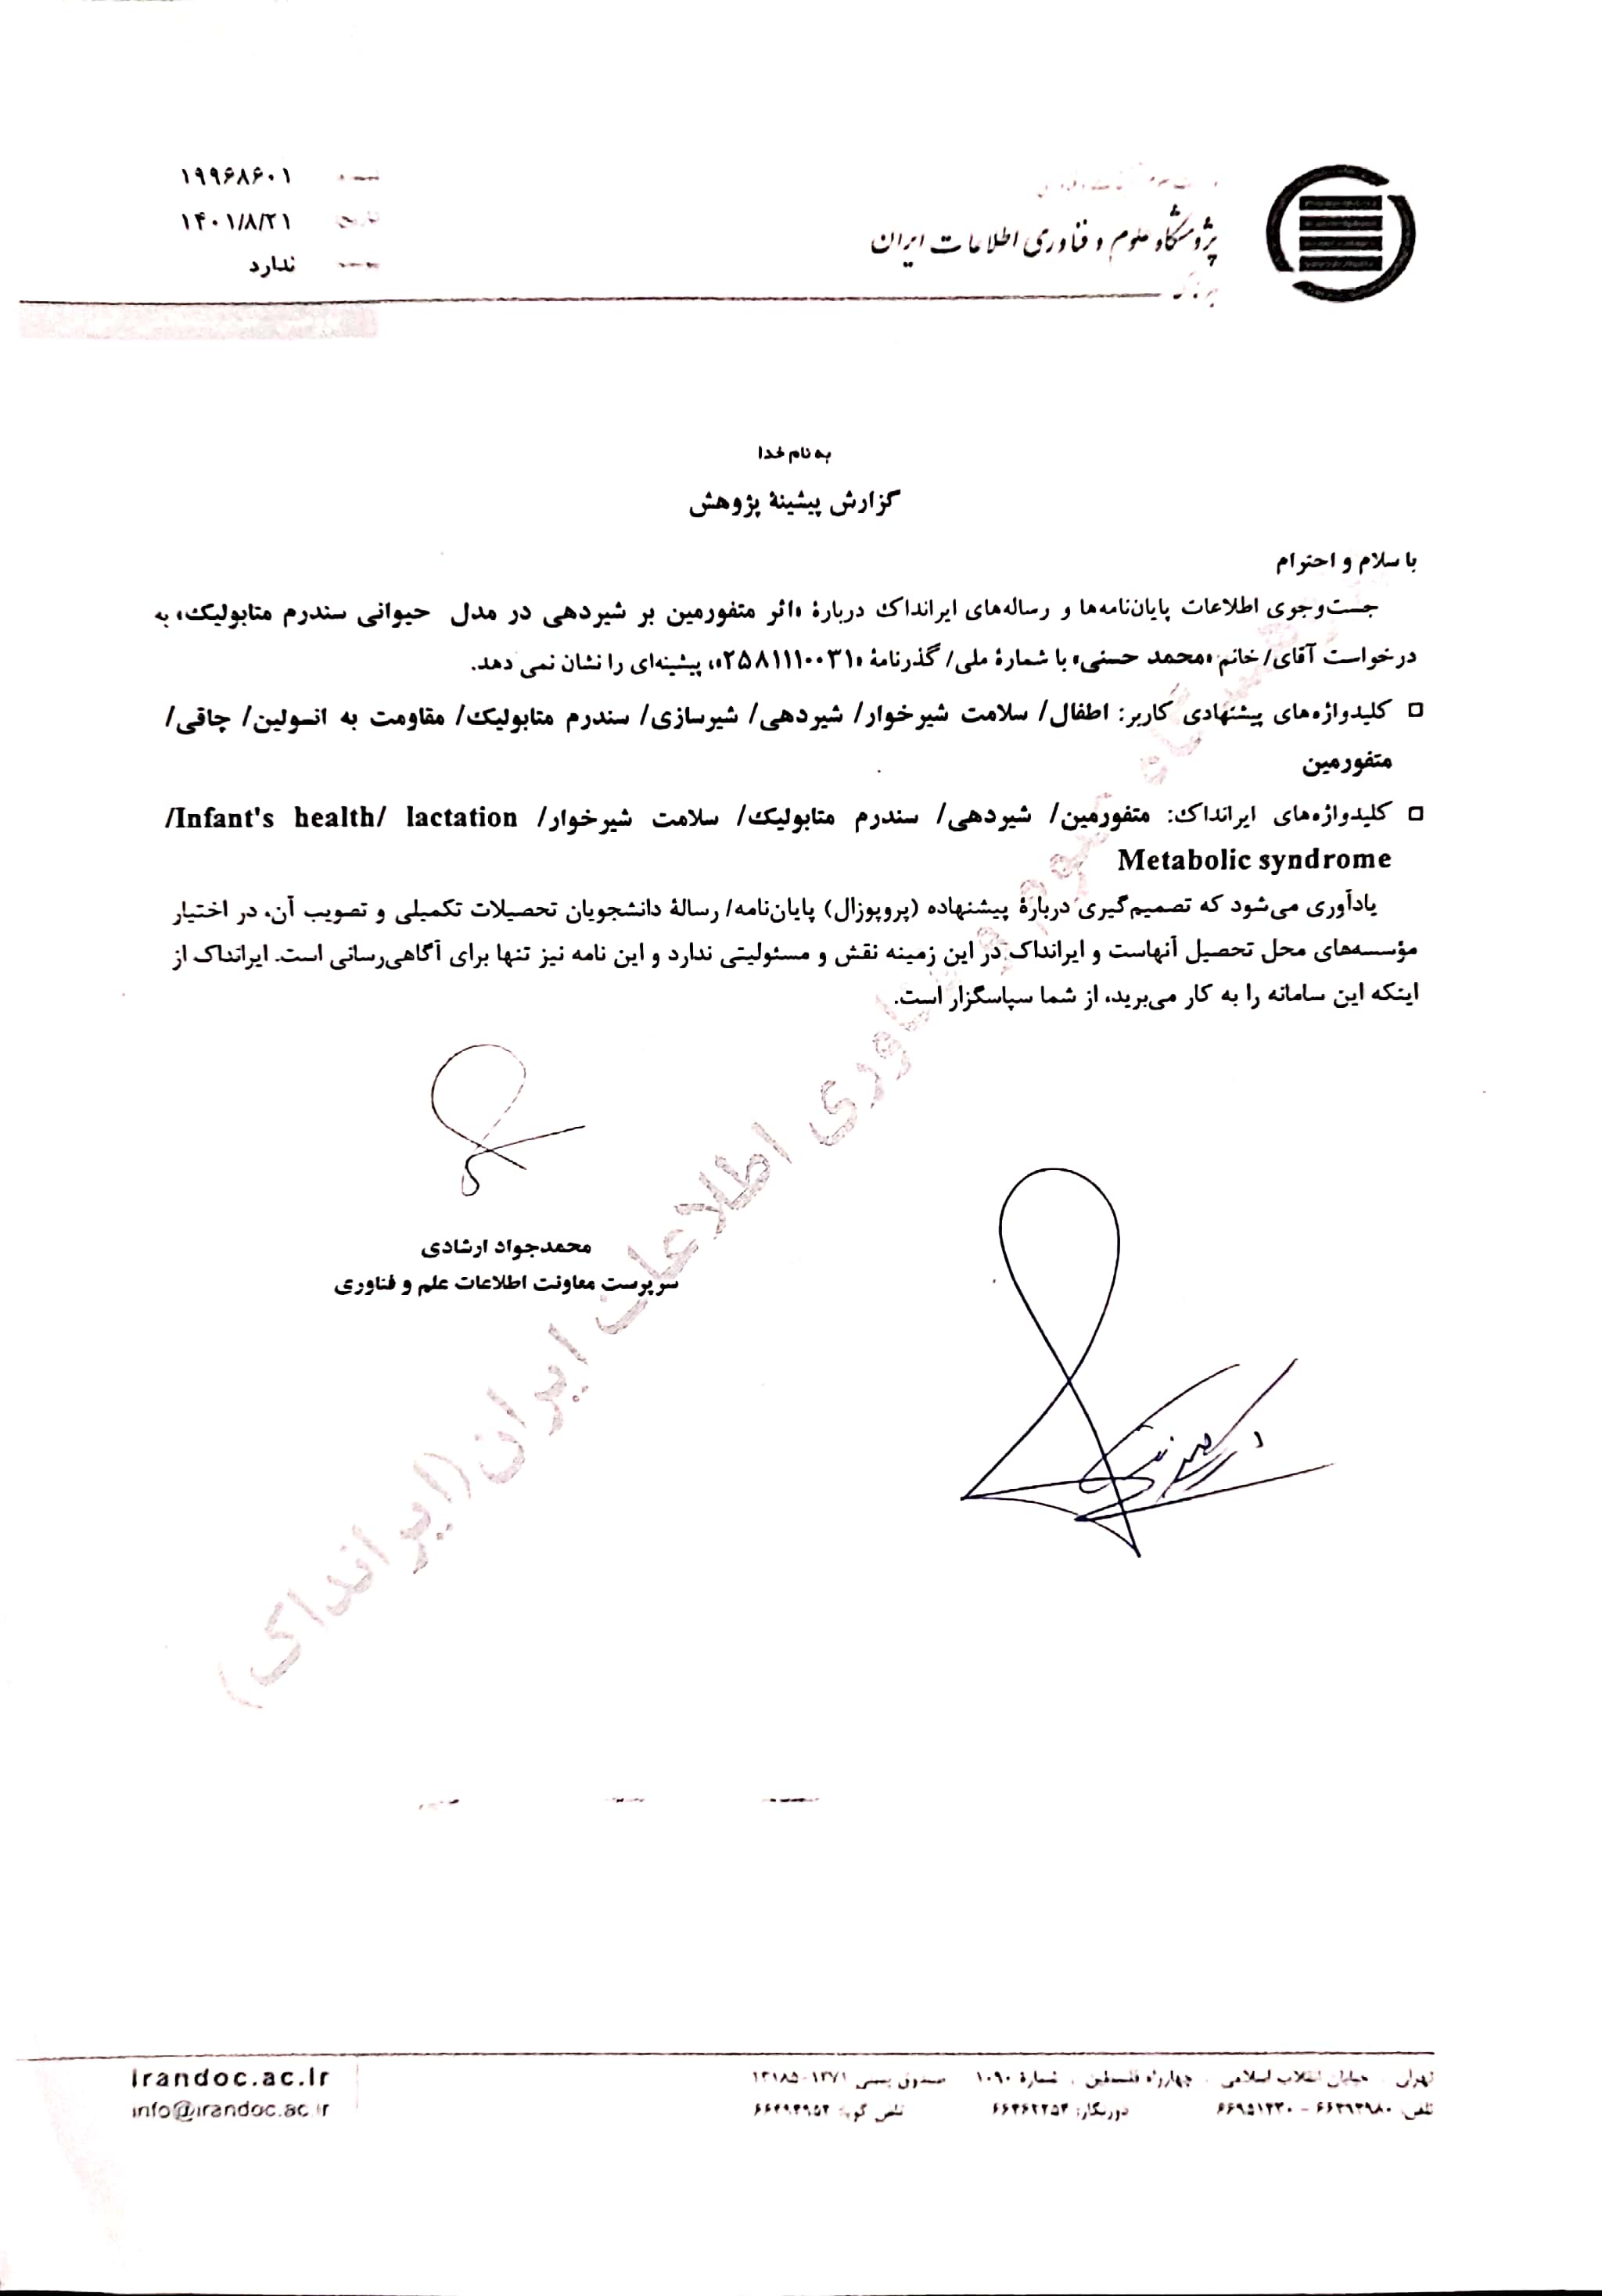 ۱۹۹۶۸۶۰۱
۱۴۰۱/۸/۲۱
ندارد
پژوهشگاه علوم و فناوری اطلاعات ایران
به نام خدا
گزارش پیشینهٔ پژوهش
با سلام و احترام
جست‌وجوی اطلاعات پایان‌نامه‌ها و رساله‌های ایرانداک دربارهٔ «اثر متفورمین بر شیردهی در مدل حیوانی سندرم متابولیک» به
درخواست آقای/ خانم «محمد حسنی» با شمارهٔ ملی/ گذرنامهٔ «۲۵۸۱۱۱۰۰۳۱»، پیشینه‌ای را نشان نمی دهد.
کلیدواژه‌های پیشنهادی کاربر: اطفال/ سلامت شیرخوار/ شیردهی/ شیرسازی/ سندرم متابولیک/ مقاومت به انسولین/ چاقی/
متفورمین
کلیدواژه‌های ایرانداک: متفورمین/ شیردهی/ سندرم متابولیک/ سلامت شیرخوار/ Infant's health/ lactation/
Metabolic syndrome
یادآوری می‌شود که تصمیم‌گیری دربارهٔ پیشنهاده (پروپوزال) پایان‌نامه/ رسالهٔ دانشجویان تحصیلات تکمیلی و تصویب آن، در اختیار
مؤسسه‌های محل تحصیل آنهاست و ایرانداک در این زمینه نقش و مسئولیتی ندارد و این نامه نیز تنها برای آگاهی‌رسانی است. ایرانداک از
اینکه این سامانه را به کار می‌برید، از شما سپاسگزار است.
محمدجواد ارشادی
سرپرست معاونت اطلاعات علم و فناوری
پژوهشگاه علوم و فناوری اطلاعات ایران (ایرانداک)
تهران خیابان انقلاب اسلامی چهارراه فلسطین شمارهٔ ۱۰۹۰ صندوق پستی ۱۳۱۸۵-۱۳۷۱
irandoc.ac.ir
تلفن: دورنگار: ۶۶۴۶۲۲۵۴ تلفن گویا:
info@irandoc.ac.ir